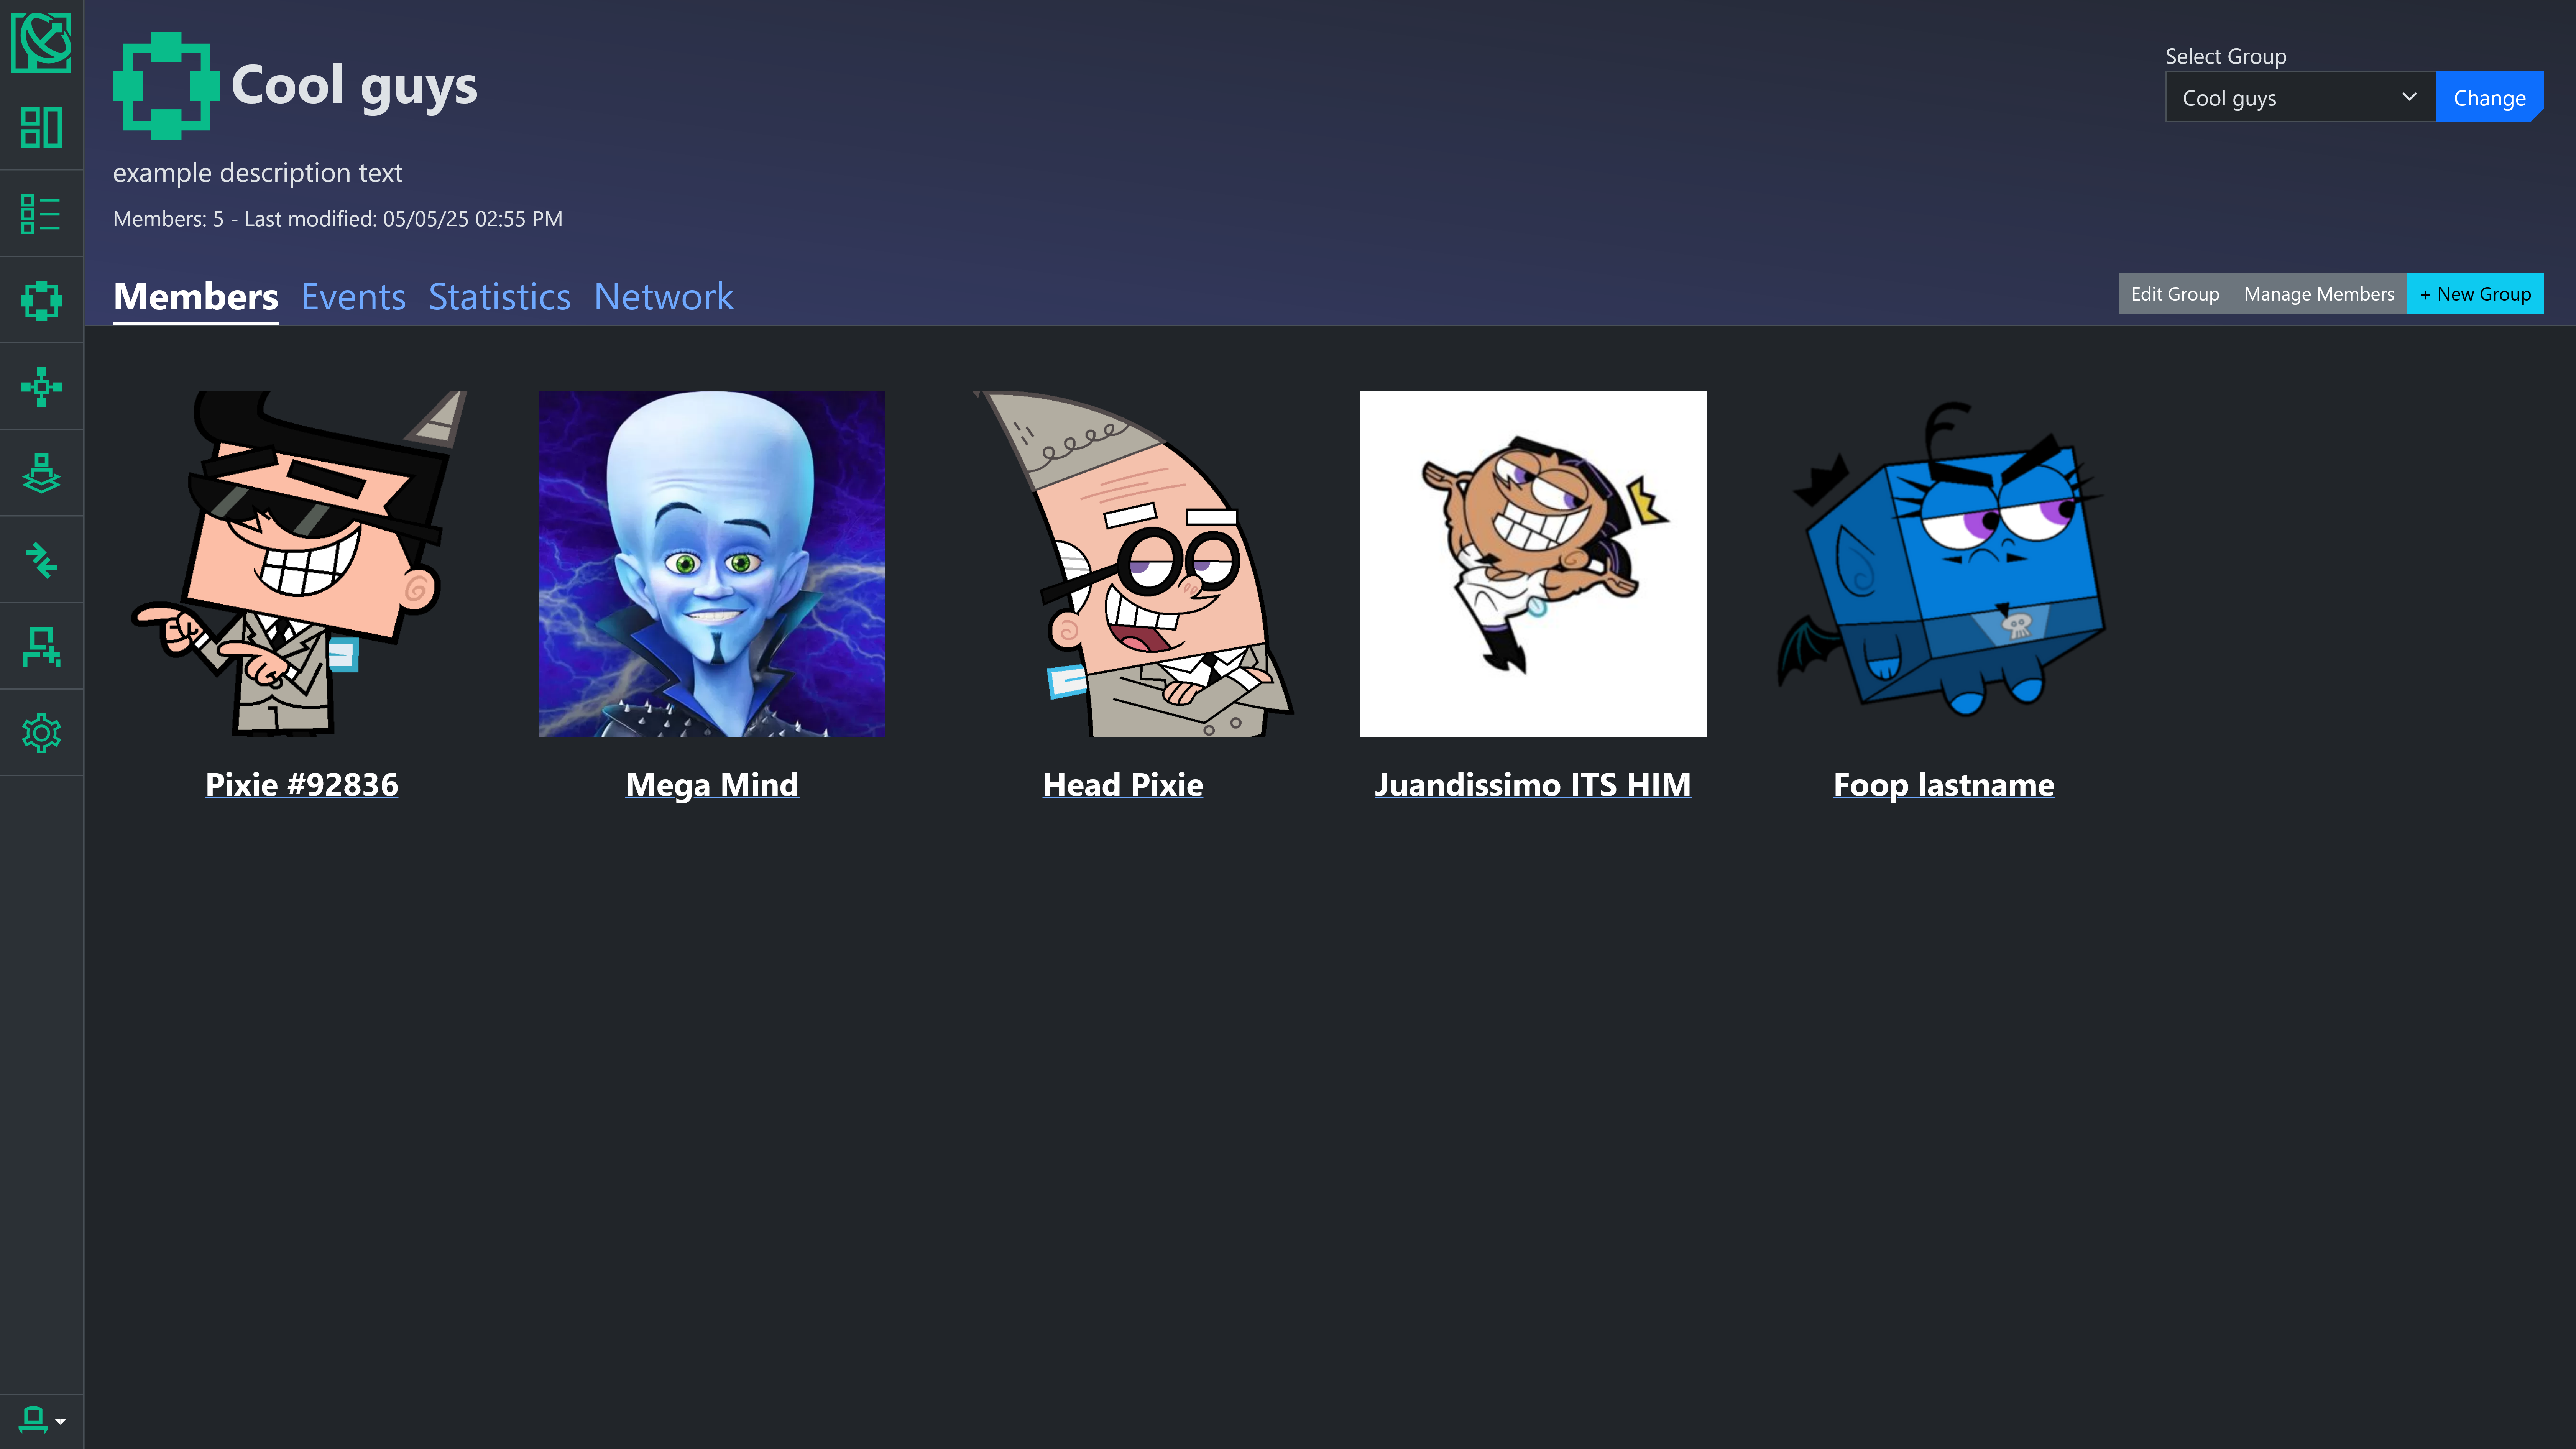 Cool guys
Select Group
Cool guys
Change
example description text
Members: 5 - Last modified: 05/05/25 02:55 PM
Members Events Statistics Network
Edit Group Manage Members + New Group
Pixie #92836
Mega Mind
Head Pixie
Juandissimo ITS HIM
Foop lastname